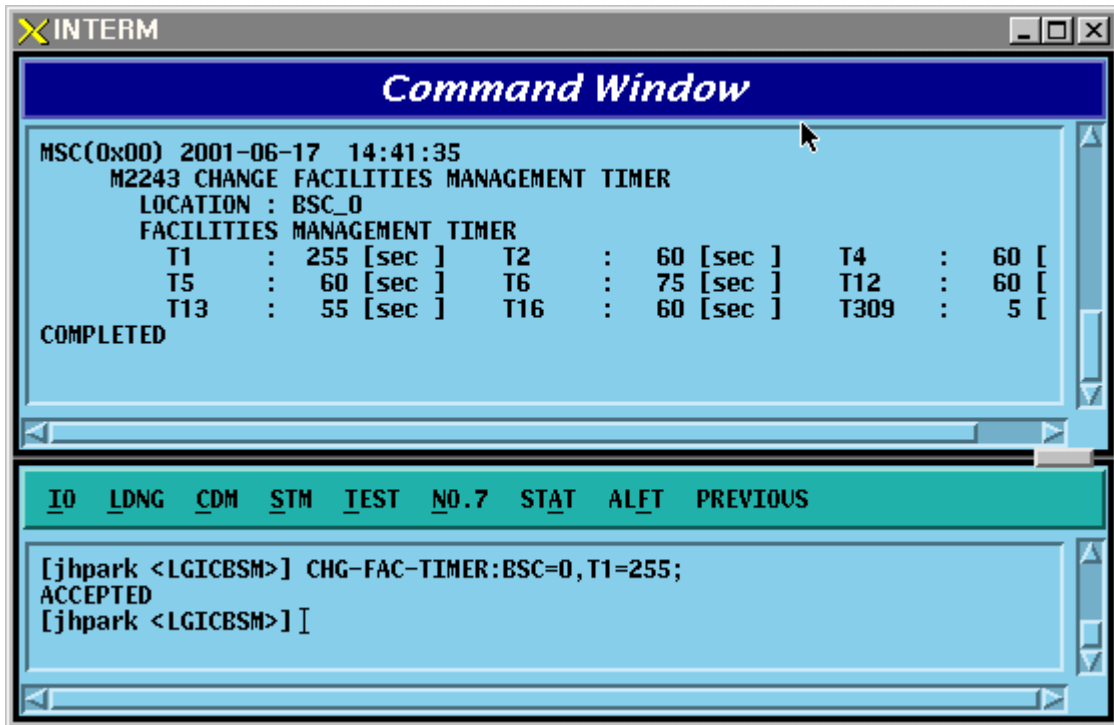 INTERM
Command Window
MSC(0x00) 2001-06-17 14:41:35
M2243 CHANGE FACILITIES MANAGEMENT TIMER
LOCATION : BSC_0
FACILITIES MANAGEMENT TIMER
T1 : 255 [sec ] T2 : 60 [sec ] T4 : 60 [
T5 : 60 [sec ] T6 : 75 [sec ] T12 : 60 [
T13 : 55 [sec ] T16 : 60 [sec ] T309 : 5 [
COMPLETED
IO LDNG CDM STM TEST NO.7 STAT ALFT PREVIOUS
[jhpark <LGICBSM>] CHG-FAC-TIMER:BSC=0,T1=255;
ACCEPTED
[jhpark <LGICBSM>]